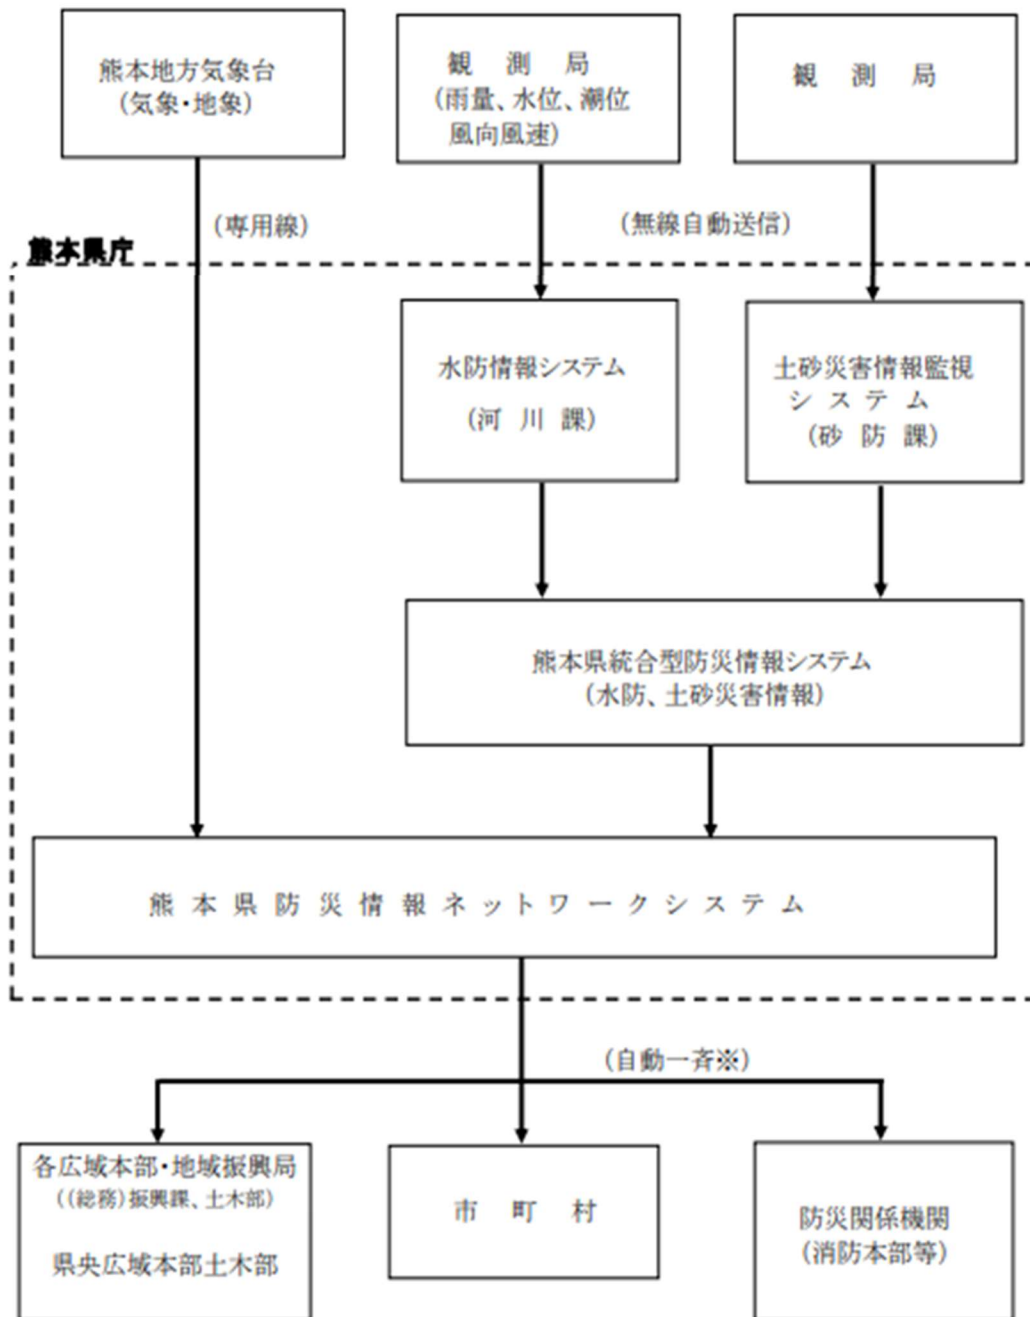 熊本地方気象台
(気象・地象)
観測局
(雨量、水位、潮位
風向風速)
観測局
(専用線)
(無線自動送信)
熊本県庁
水防情報システム
(河川課)
土砂災害情報監視
システム
(砂防課)
熊本県統合型防災情報システム
(水防、土砂災害情報)
熊本県防災情報ネットワークシステム
(自動一斉※)
各広域本部・地域振興局
((総務)振興課、土木部)
県央広域本部土木部
市町村
防災関係機関
(消防本部等)